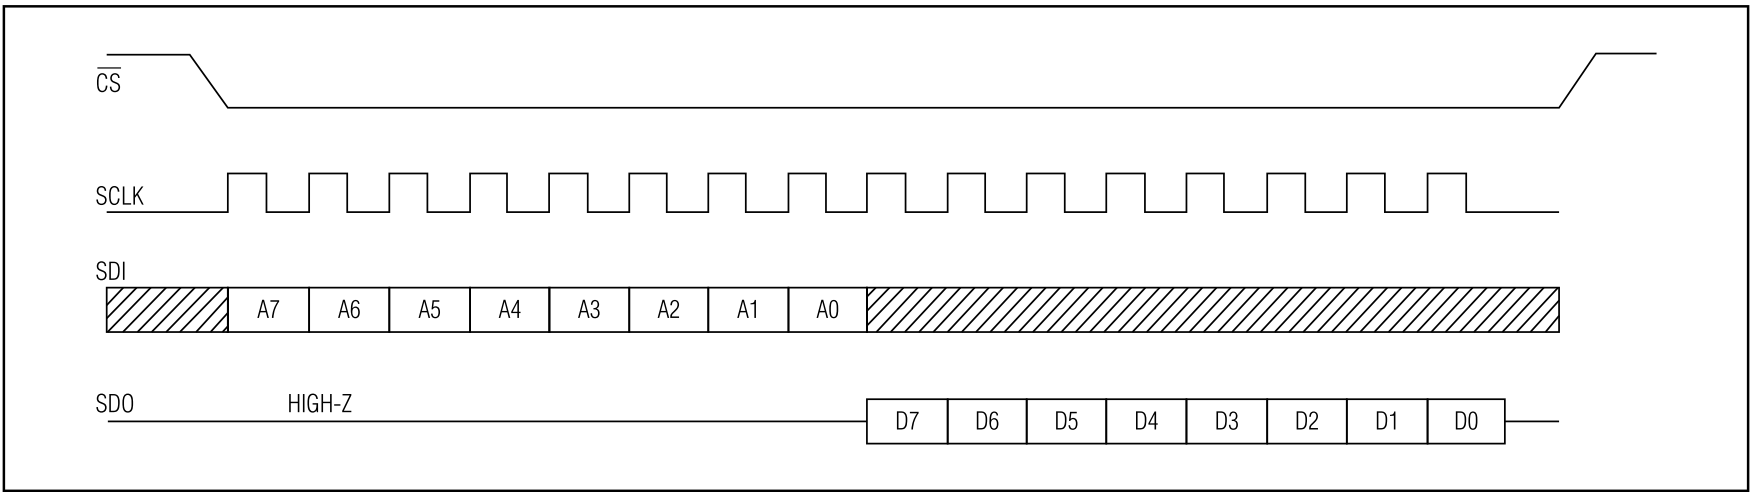 CS
SCLK
SDI
A7 A6 A5 A4 A3 A2 A1 A0
SDO HIGH-Z
D7 D6 D5 D4 D3 D2 D1 D0